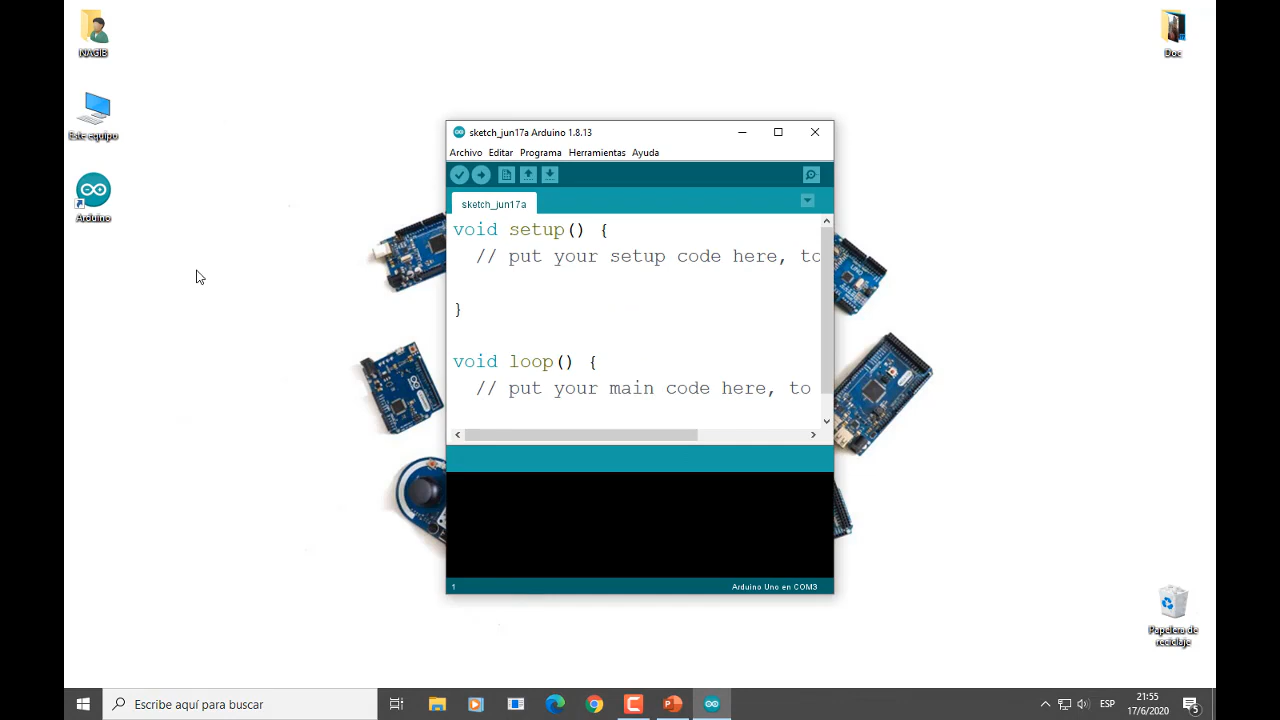 NAGIB
Este equipo
Arduino
Doc
sketch_jun17a Arduino 1.8.13
Archivo Editar Programa Herramientas Ayuda
sketch_jun17a
void setup() {
// put your setup code here, to
}
void loop() {
// put your main code here, to
1
Arduino Uno en COM3
Papelera de
reciclaje
Escribe aquí para buscar
ESP
21:55
17/6/2020
5